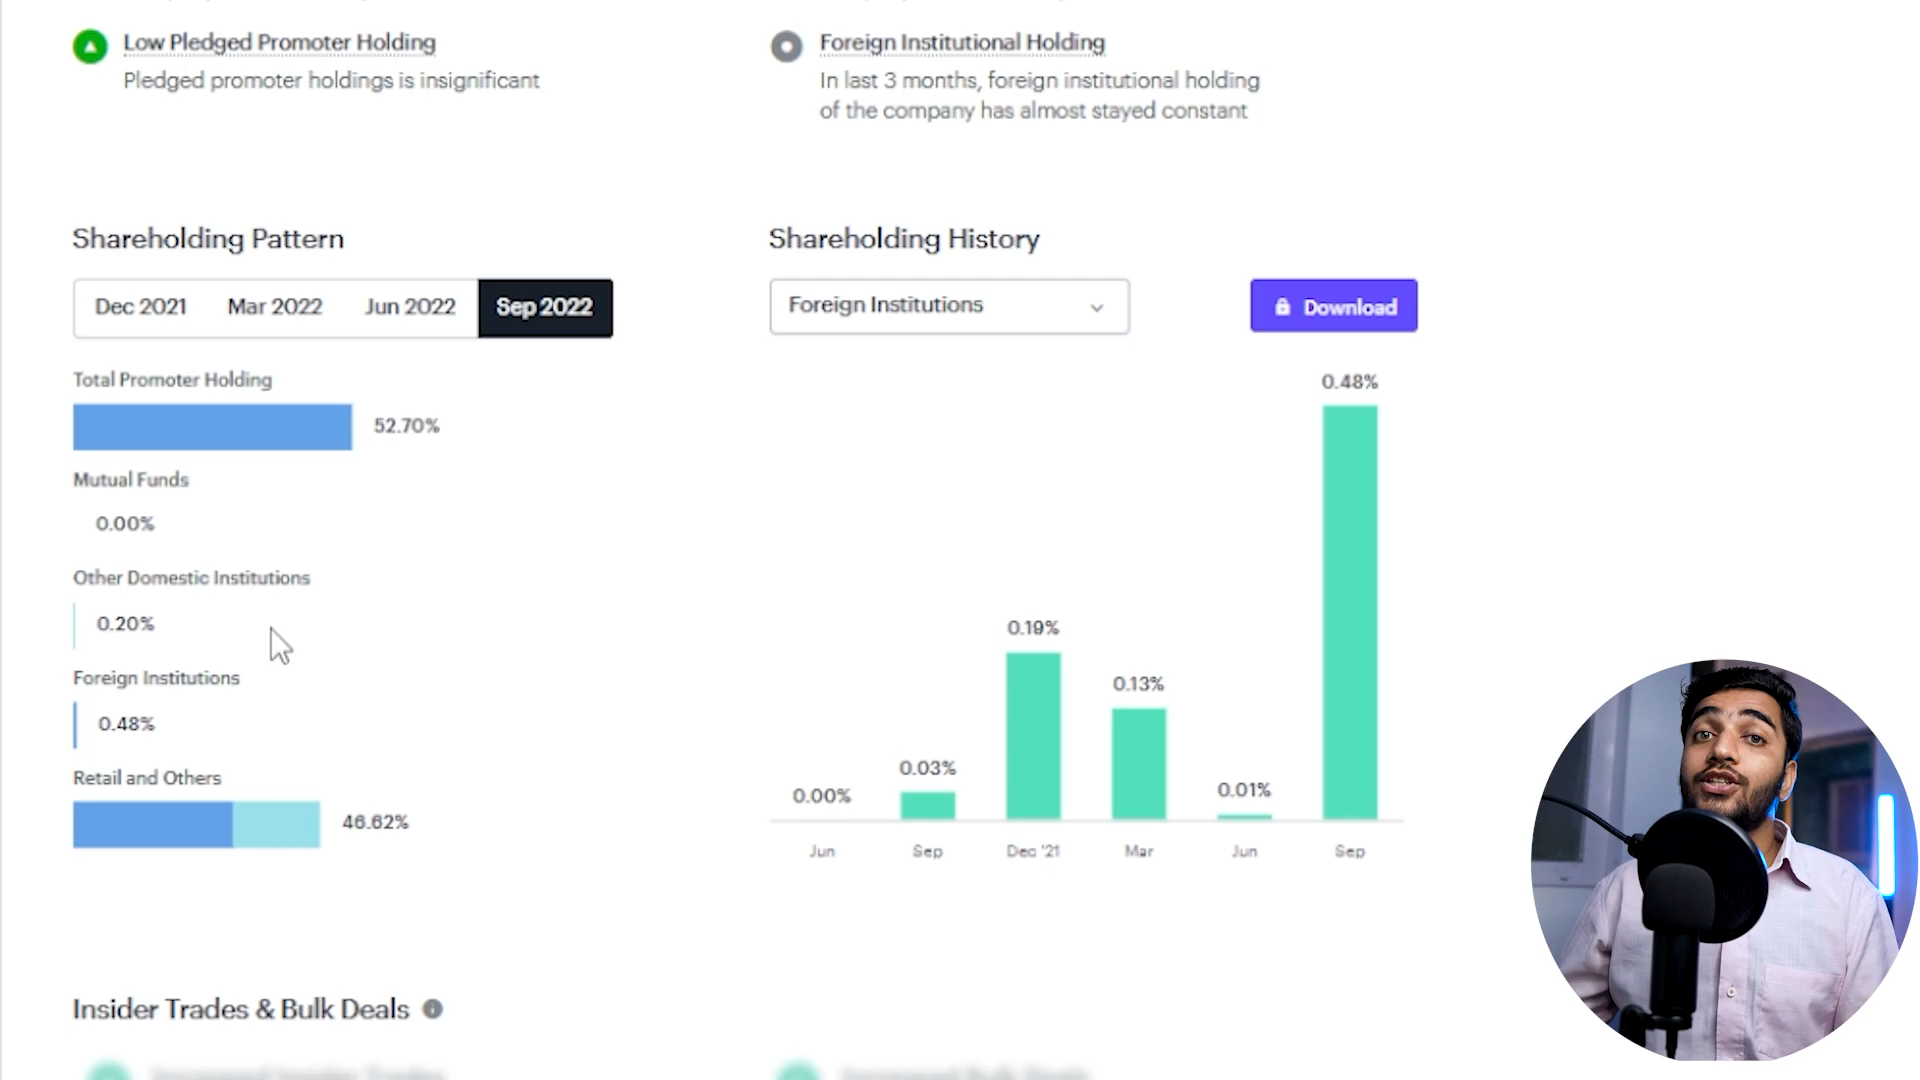 Low Pledged Promoter Holding
Pledged promoter holdings is insignificant
Foreign Institutional Holding
In last 3 months, foreign institutional holding
of the company has almost stayed constant
Shareholding Pattern
Dec 2021
Mar 2022
Jun 2022
Sep 2022
Total Promoter Holding
52.70%
Mutual Funds
0.00%
Other Domestic Institutions
0.20%
Foreign Institutions
0.48%
Retail and Others
46.62%
Shareholding History
Foreign Institutions
Download
0.48%
0.19%
0.13%
0.03%
0.01%
0.00%
Jun
Sep
Dec '21
Mar
Jun
Sep
Insider Trades & Bulk Deals